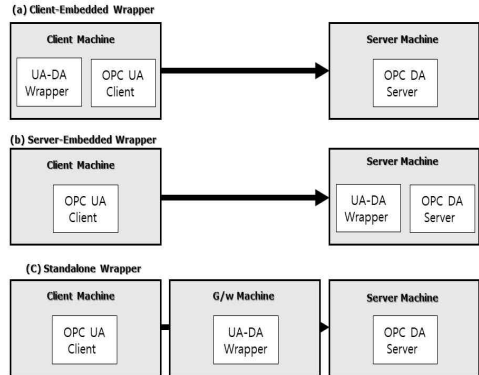 (a) Client-Embedded Wrapper
Client Machine
Server Machine
UA-DA
Wrapper
OPC UA
Client
OPC DA
Server
(b) Server-Embedded Wrapper
Client Machine
Server Machine
OPC UA
Client
UA-DA
Wrapper
OPC DA
Server
(C) Standalone Wrapper
Client Machine
G/w Machine
Server Machine
OPC UA
Client
UA-DA
Wrapper
OPC DA
Server